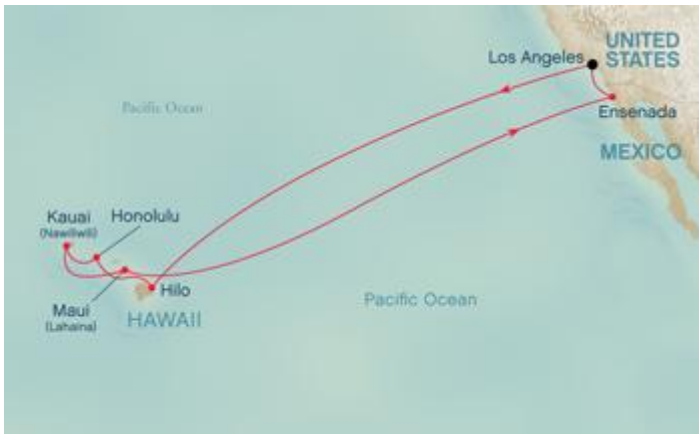 UNITED
STATES
Los Angeles
Pacific Ocean
Ensenada
MEXICO
Kauai
(Nawiliwili)
Honolulu
Hilo
Pacific Ocean
Maui
(Lahaina)
HAWAII